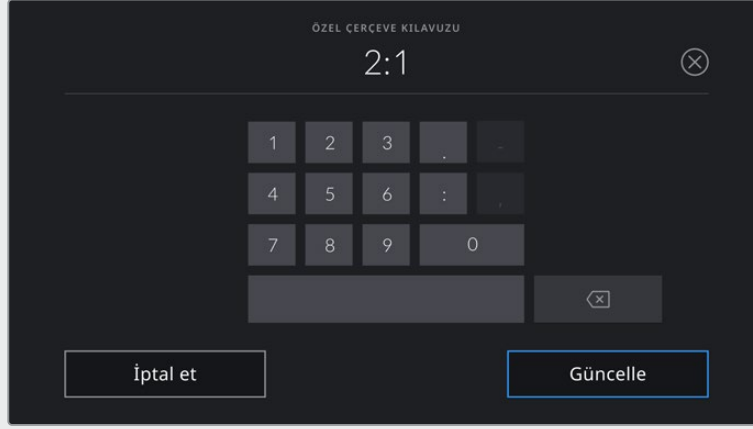 ÖZEL ÇERÇEVE KILAVUZU
2:1
1 2 3 . -
4 5 6 : ,
7 8 9 0
İptal et Güncelle